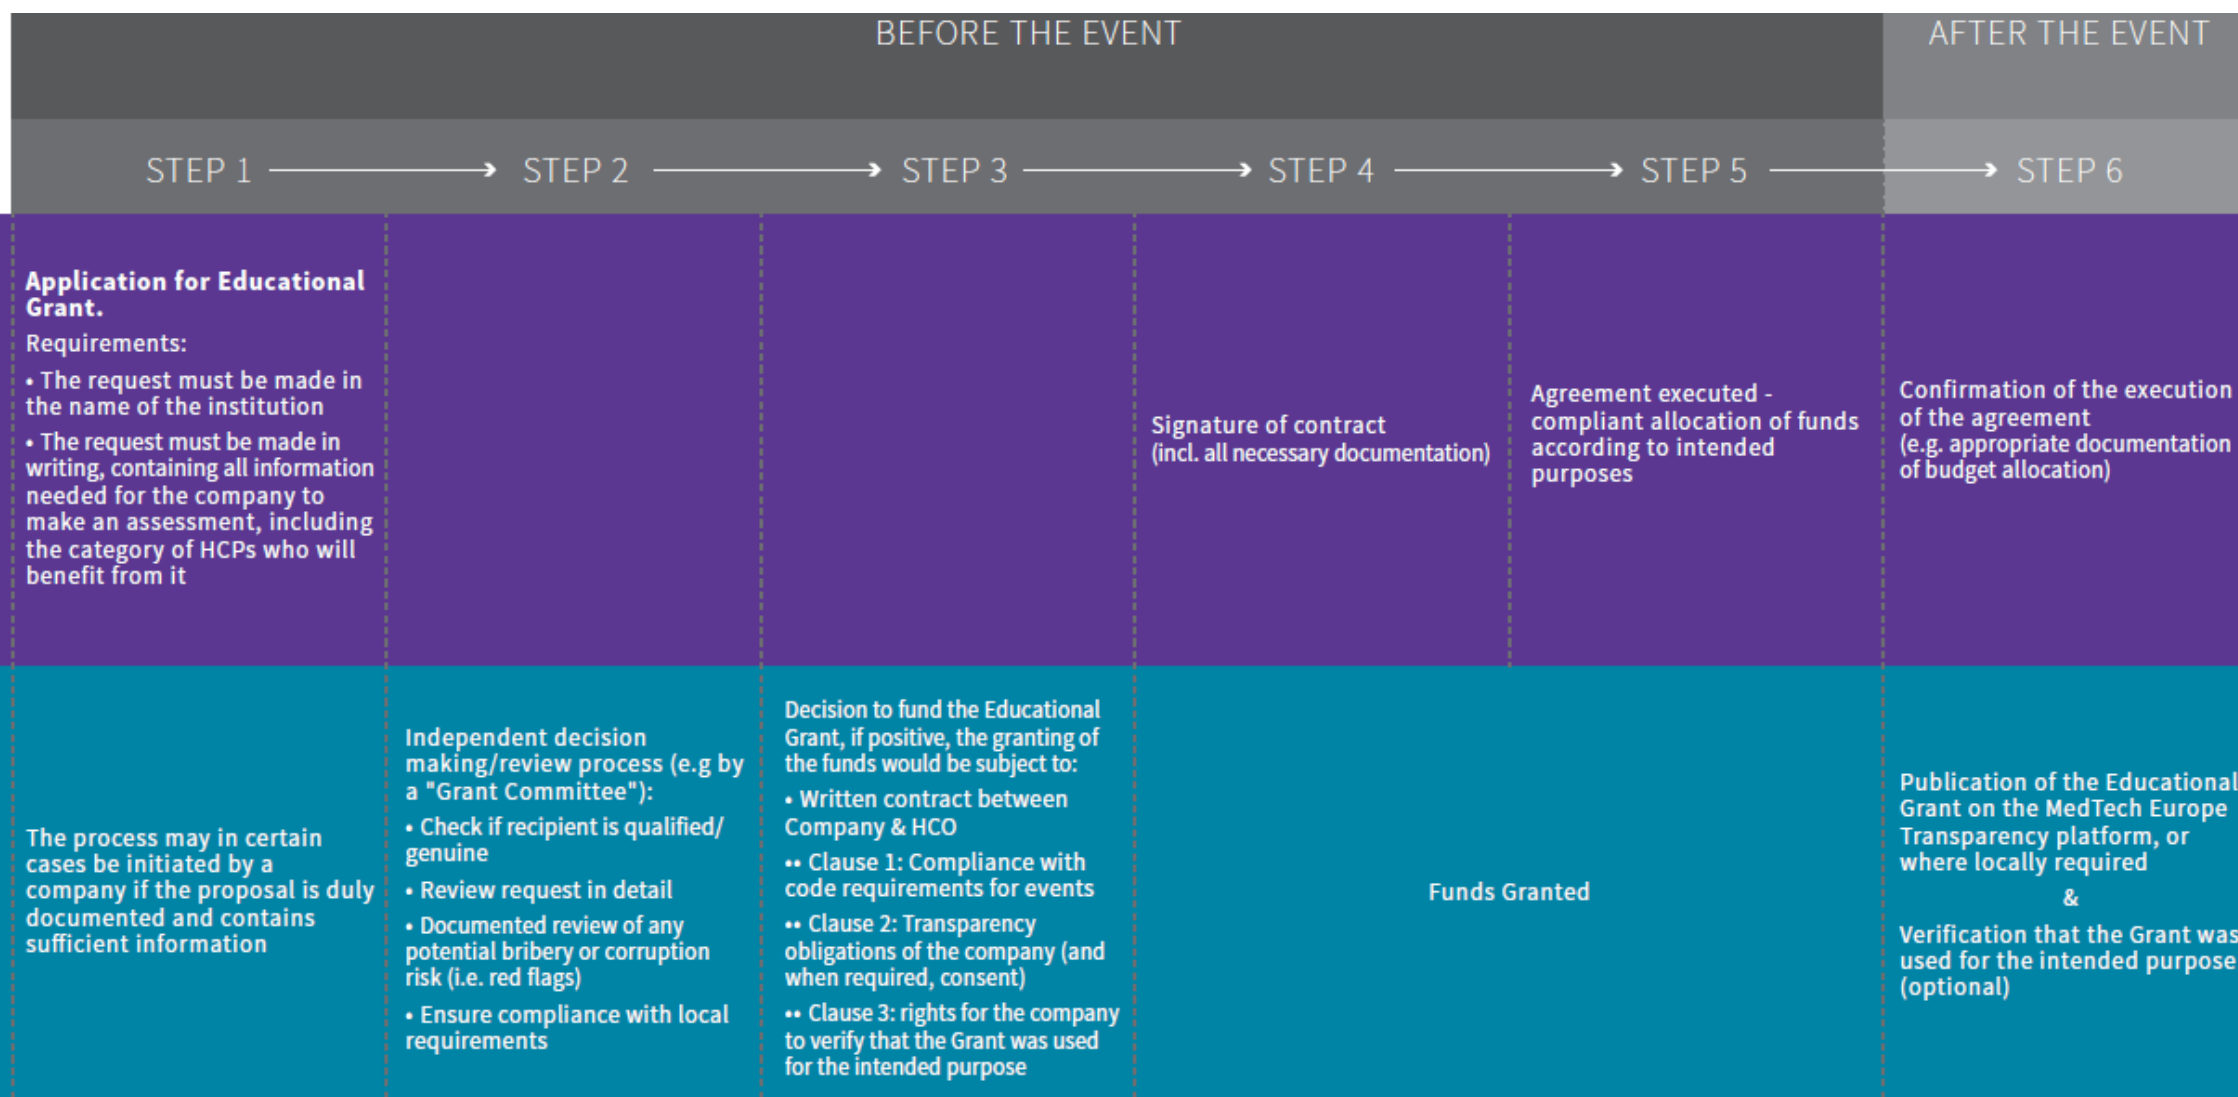 BEFORE THE EVENT
AFTER THE EVENT
STEP 1
STEP 2
STEP 3
STEP 4
STEP 5
STEP 6
Application for Educational
Grant.
Requirements:
• The request must be made in
the name of the institution
• The request must be made in
writing, containing all information
needed for the company to
make an assessment, including
the category of HCPs who will
benefit from it
Signature of contract
(incl. all necessary documentation)
Agreement executed -
compliant allocation of funds
according to intended
purposes
Confirmation of the execution
of the agreement
(e.g. appropriate documentation
of budget allocation)
The process may in certain
cases be initiated by a
company if the proposal is duly
documented and contains
sufficient information
Independent decision
making/review process (e.g by
a "Grant Committee"):
• Check if recipient is qualified/
genuine
• Review request in detail
• Documented review of any
potential bribery or corruption
risk (i.e. red flags)
• Ensure compliance with local
requirements
Decision to fund the Educational
Grant, if positive, the granting of
the funds would be subject to:
• Written contract between
Company & HCO
•• Clause 1: Compliance with
code requirements for events
•• Clause 2: Transparency
obligations of the company (and
when required, consent)
•• Clause 3: rights for the company
to verify that the Grant was used
for the intended purpose
Funds Granted
Publication of the Educational
Grant on the MedTech Europe
Transparency platform, or
where locally required
&
Verification that the Grant was
used for the intended purpose
(optional)